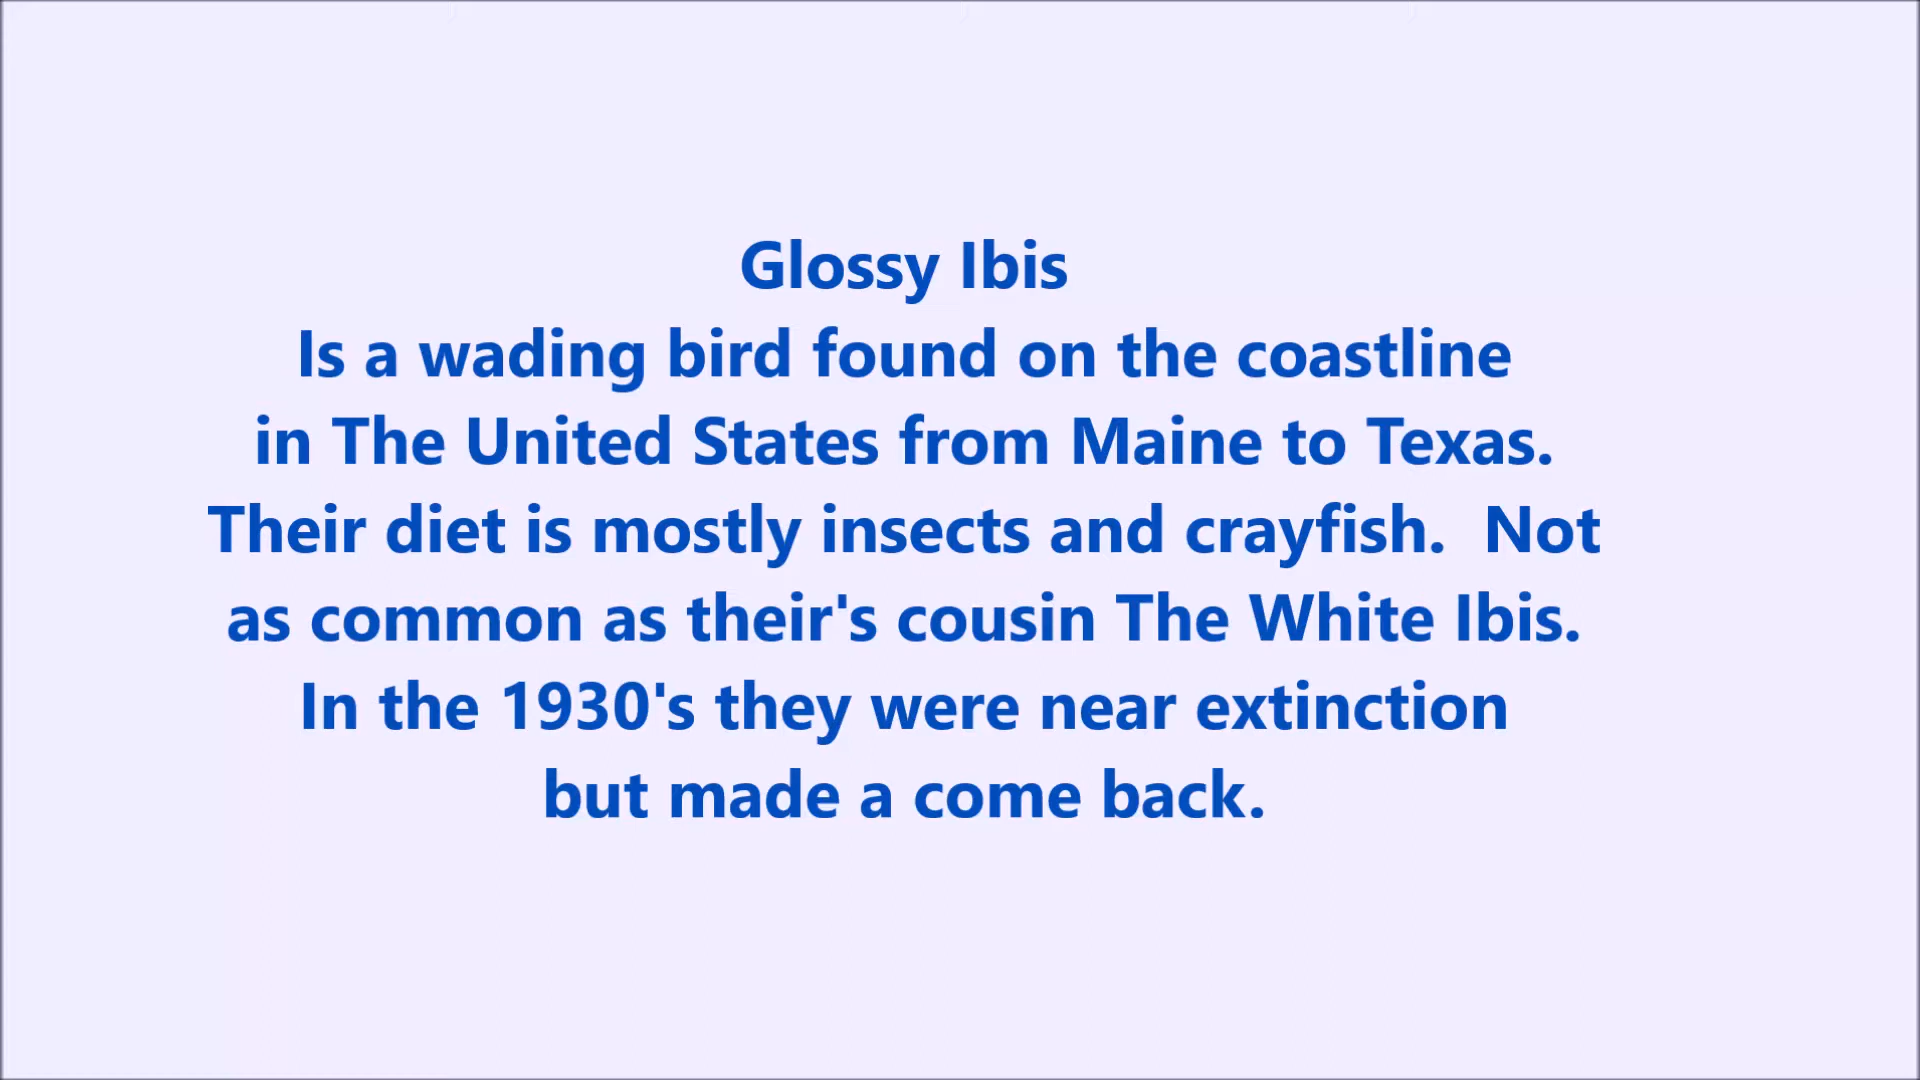 Glossy Ibis
Is a wading bird found on the coastline
in The United States from Maine to Texas.
Their diet is mostly insects and crayfish.  Not
as common as their's cousin The White Ibis.
In the 1930's they were near extinction
but made a come back.